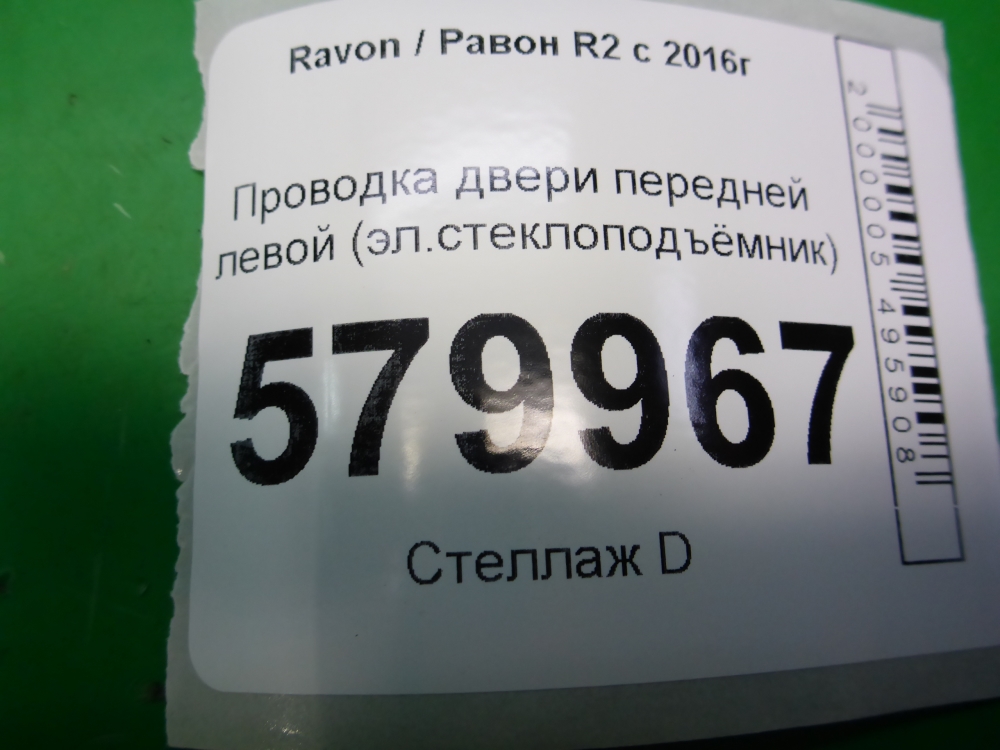 Ravon / Равон R2 с 2016г
Проводка двери передней
левой (эл.стеклоподъёмник)
579967
Стеллаж D
2000005495908